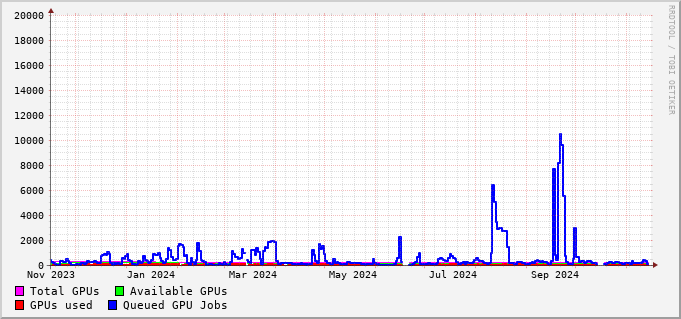 20000
18000
16000
14000
12000
10000
8000
6000
4000
2000
0
Nov 2023 Jan 2024 Mar 2024 May 2024 Jul 2024 Sep 2024
Total GPUs Available GPUs
GPUs used Queued GPU Jobs
RRDTOOL / TOBI OETIKER